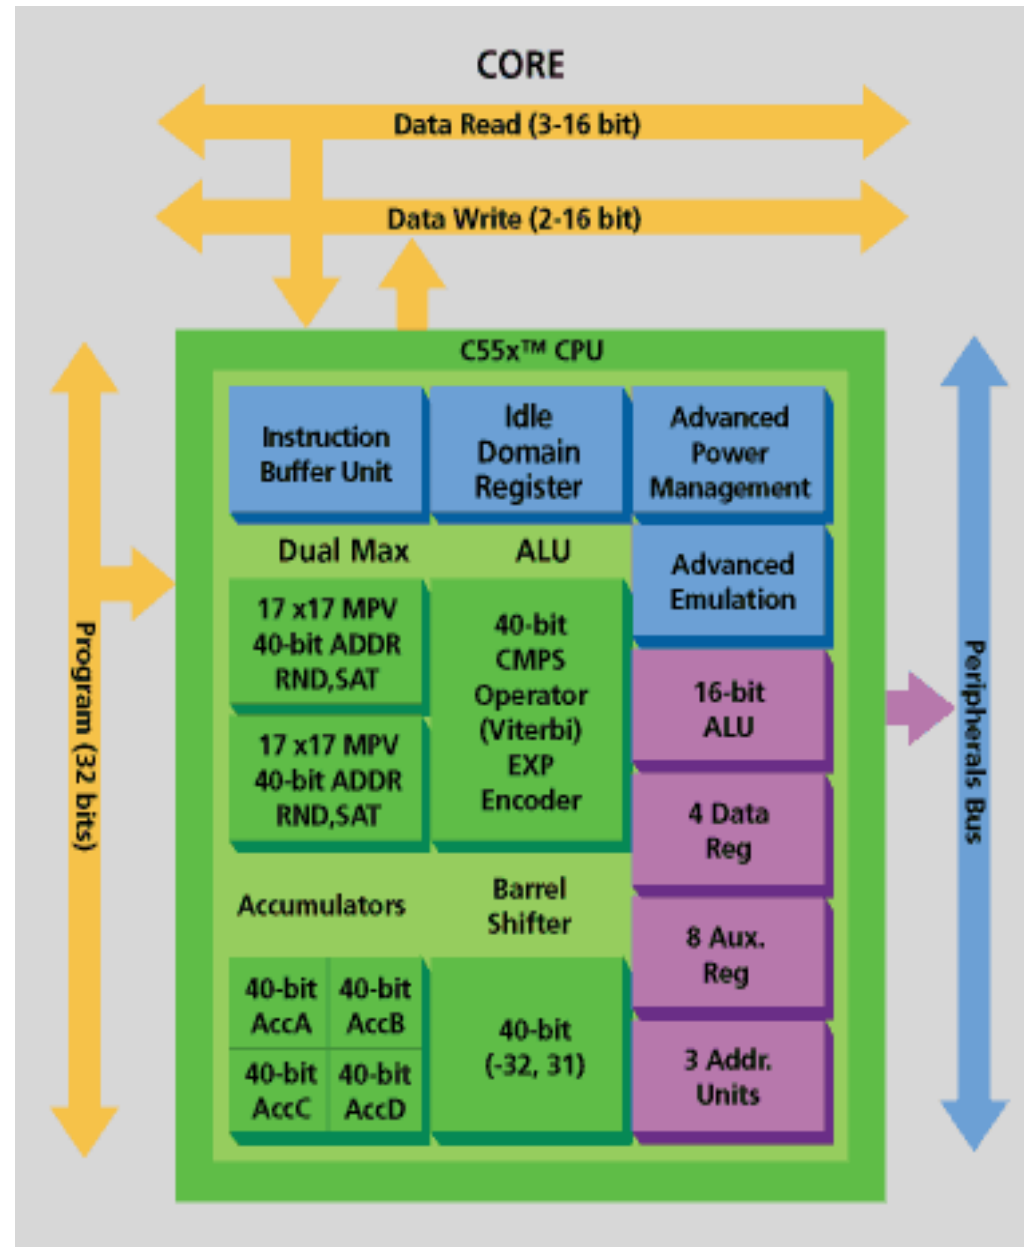 CORE
Data Read (3-16 bit)
Data Write (2-16 bit)
C55x™ CPU
Instruction
Buffer Unit
Idle
Domain
Register
Advanced
Power
Management
Dual Max
ALU
Advanced
Emulation
17 x17 MPV
40-bit ADDR
RND,SAT
17 x17 MPV
40-bit ADDR
RND,SAT
40-bit
CMPS
Operator
(Viterbi)
EXP
Encoder
16-bit
ALU
4 Data
Reg
Accumulators
Barrel
Shifter
8 Aux.
Reg
40-bit
AccA
40-bit
AccB
40-bit
AccC
40-bit
AccD
40-bit
(-32, 31)
3 Addr.
Units
Program (32 bits)
Peripherals Bus